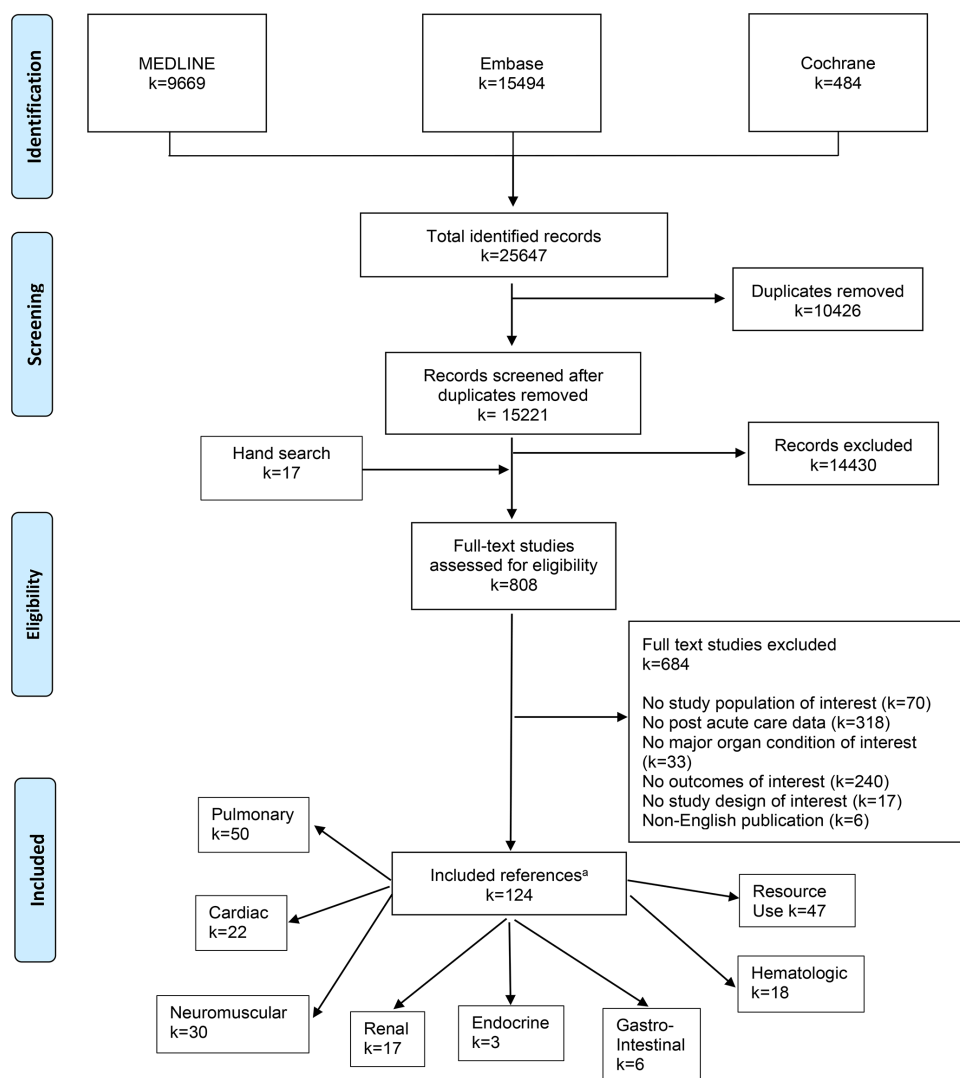 Identification
MEDLINE
k=9669
Embase
k=15494
Cochrane
k=484
Screening
Total identified records
k=25647
Duplicates removed
k=10426
Records screened after
duplicates removed
k= 15221
Hand search
k=17
Records excluded
k=14430
Eligibility
Full-text studies
assessed for eligibility
k=808
Full text studies excluded
k=684
No study population of interest (k=70)
No post acute care data (k=318)
No major organ condition of interest
(k=33)
No outcomes of interest (k=240)
No study design of interest (k=17)
Non-English publication (k=6)
Included
Included referencesᵃ
k=124
Pulmonary
k=50
Cardiac
k=22
Neuromuscular
k=30
Renal
k=17
Endocrine
k=3
Gastro-
Intestinal
k=6
Hematologic
k=18
Resource
Use k=47